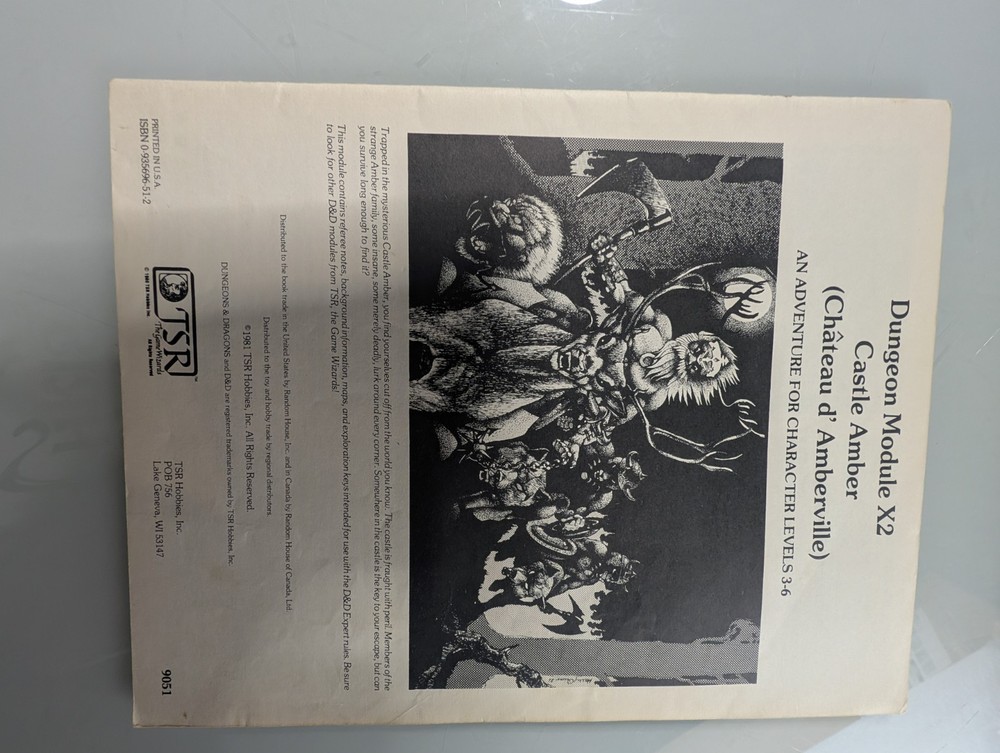 Dungeon Module X2
Castle Amber
(Château d' Amberville)
AN ADVENTURE FOR CHARACTER LEVELS 3-6
Trapped in the mysterious Castle Amber, you find yourselves cut off from the world you know. The castle is fraught with peril. Members of the
strange Amber family, some insane, some merely deadly, lurk around every corner. Somewhere in the castle is the key to your escape, but can
you survive long enough to find it?
This module contains referee notes, background information, maps, and exploration keys intended for use with the D&D Expert rules. Be sure
to look for other D&D modules from TSR, the Game Wizards!
Distributed to the book trade in the United States by Random House, Inc. and in Canada by Random House of Canada, Ltd.
Distributed to the toy and hobby trade by regional distributors.
©1981 TSR Hobbies, Inc. All Rights Reserved.
DUNGEONS & DRAGONS and D&D are registered trademarks owned by TSR Hobbies, Inc.
TSR™
The Game Wizards
All Rights Reserved
TSR Hobbies, Inc.
POB 756
Lake Geneva, WI 53147
PRINTED IN U.S.A.
ISBN 0-935696-51-2
9051